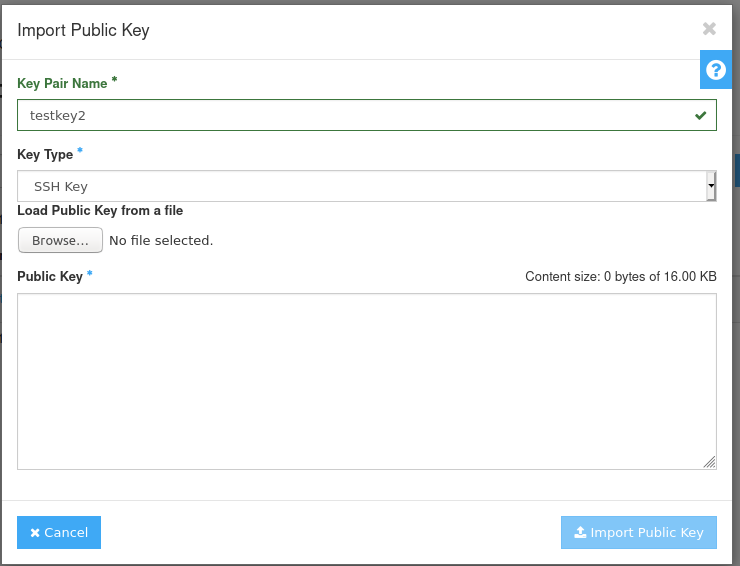 Import Public Key
Key Pair Name *
testkey2
Key Type *
SSH Key
Load Public Key from a file
Browse... No file selected.
Public Key * Content size: 0 bytes of 16.00 KB
Cancel Import Public Key